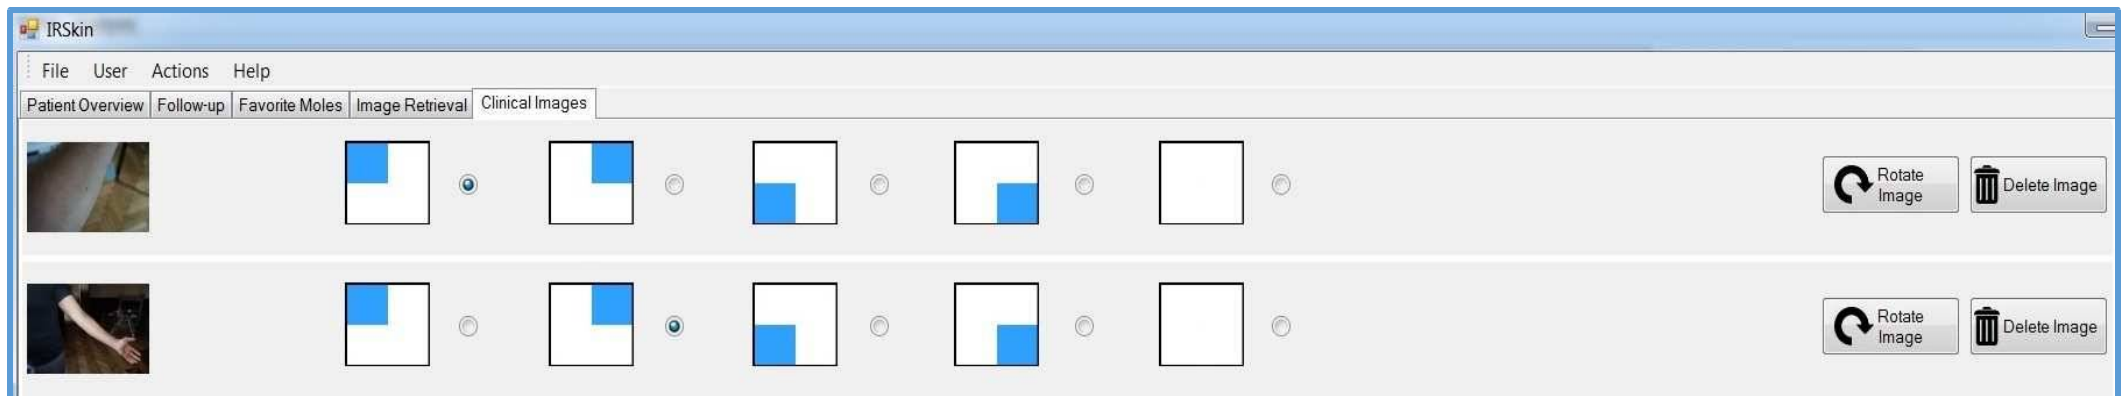 IRSkin
File User Actions Help
Patient Overview Follow-up Favorite Moles Image Retrieval Clinical Images
Rotate Image Delete Image
Rotate Image Delete Image